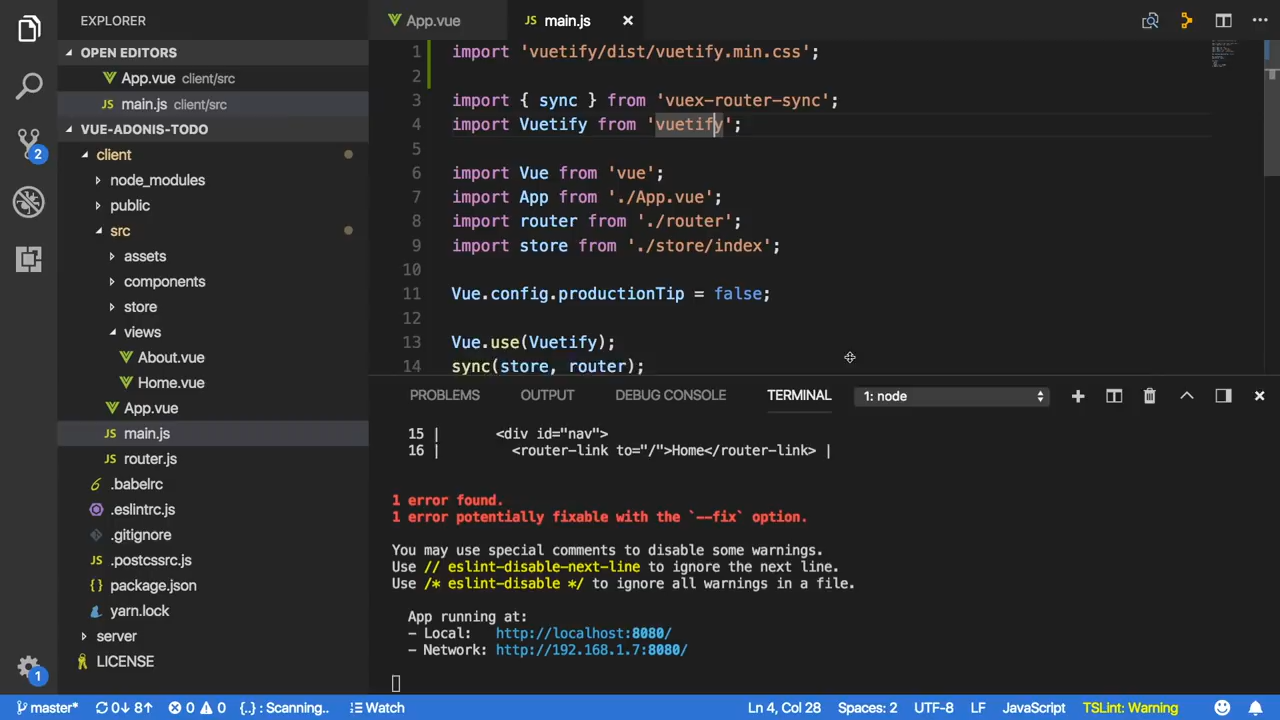 EXPLORER
OPEN EDITORS
App.vue client/src
JS main.js client/src
VUE-ADONIS-TODO
client
node_modules
public
src
assets
components
store
views
About.vue
Home.vue
App.vue
JS main.js
JS router.js
.babelrc
.eslintrc.js
.gitignore
JS .postcssrc.js
{ } package.json
yarn.lock
server
LICENSE
2
1
App.vue
JS main.js
1 import 'vuetify/dist/vuetify.min.css';
2
3 import { sync } from 'vuex-router-sync';
4 import Vuetify from 'vuetify';
5
6 import Vue from 'vue';
7 import App from './App.vue';
8 import router from './router';
9 import store from './store/index';
10
11 Vue.config.productionTip = false;
12
13 Vue.use(Vuetify);
14 sync(store, router);
PROBLEMS OUTPUT DEBUG CONSOLE TERMINAL 1: node
15 | <div id="nav">
16 | <router-link to="/">Home</router-link> |
1 error found.
1 error potentially fixable with the `--fix` option.
You may use special comments to disable some warnings.
Use // eslint-disable-next-line to ignore the next line.
Use /* eslint-disable */ to ignore all warnings in a file.
App running at:
- Local: http://localhost:8080/
- Network: http://192.168.1.7:8080/
master* 0↓ 8↑ 0 0 {..} : Scanning.. Watch Ln 4, Col 28 Spaces: 2 UTF-8 LF JavaScript TSLint: Warning